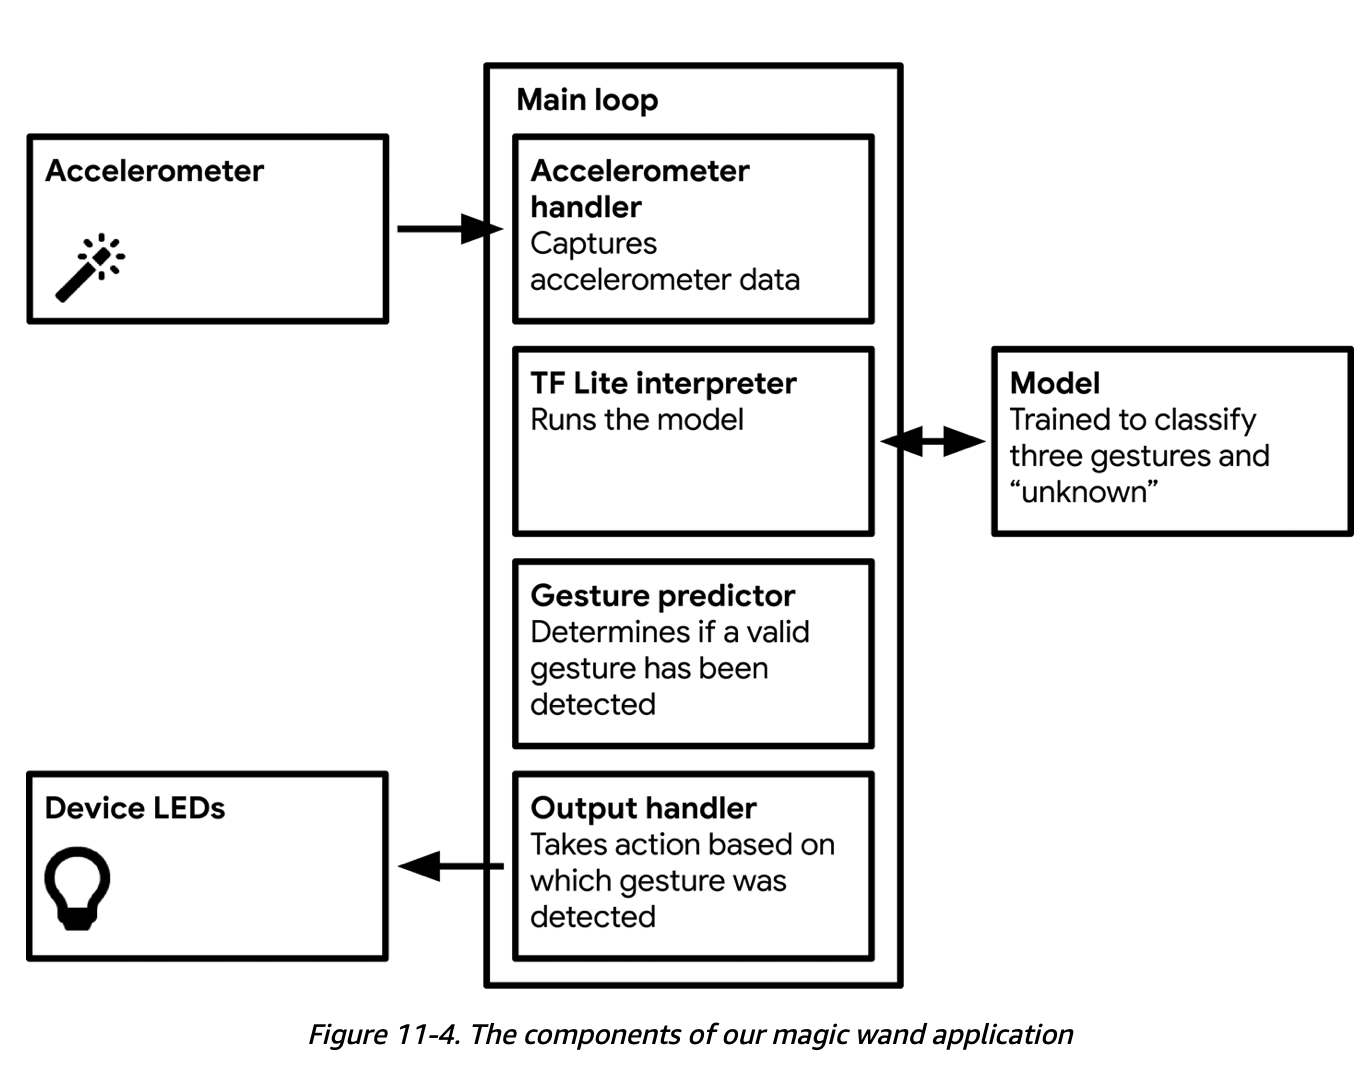 Main loop
Accelerometer
Accelerometer
handler
Captures
accelerometer data
TF Lite interpreter
Runs the model
Model
Trained to classify
three gestures and
“unknown”
Gesture predictor
Determines if a valid
gesture has been
detected
Device LEDs
Output handler
Takes action based on
which gesture was
detected
Figure 11-4. The components of our magic wand application